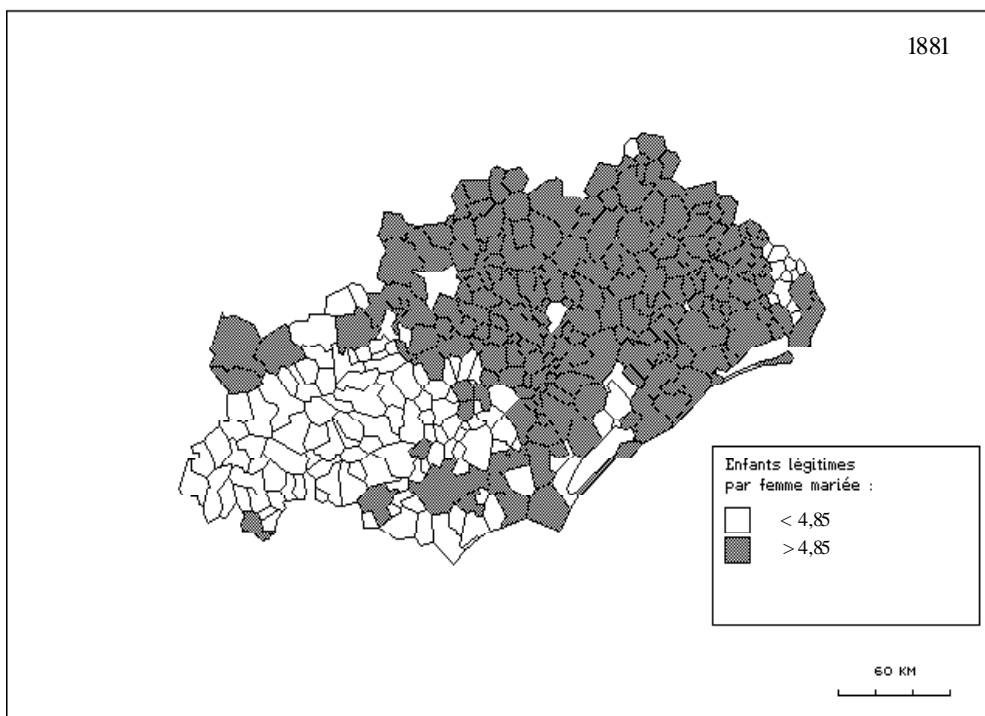 1881
Enfants légitimes
par femme mariée :
< 4,85
> 4,85
60 KM